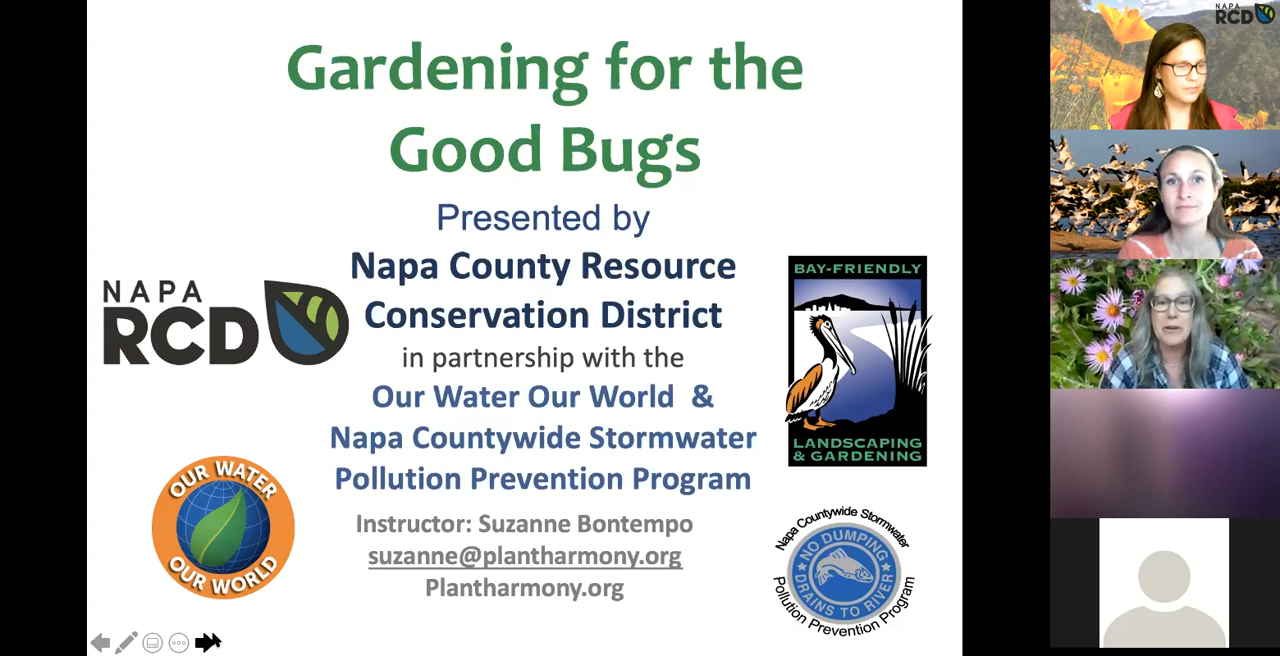 Gardening for the
Good Bugs
Presented by
Napa County Resource
Conservation District
in partnership with the
Our Water Our World &
Napa Countywide Stormwater
Pollution Prevention Program
Instructor: Suzanne Bontempo
suzanne@plantharmony.org
Plantharmony.org
NAPA
RCD
OUR WATER
OUR WORLD
BAY-FRIENDLY
LANDSCAPING
& GARDENING
Napa Countywide Stormwater
NO DUMPING
DRAINS TO RIVER
Pollution Prevention Program
NAPA
RCD